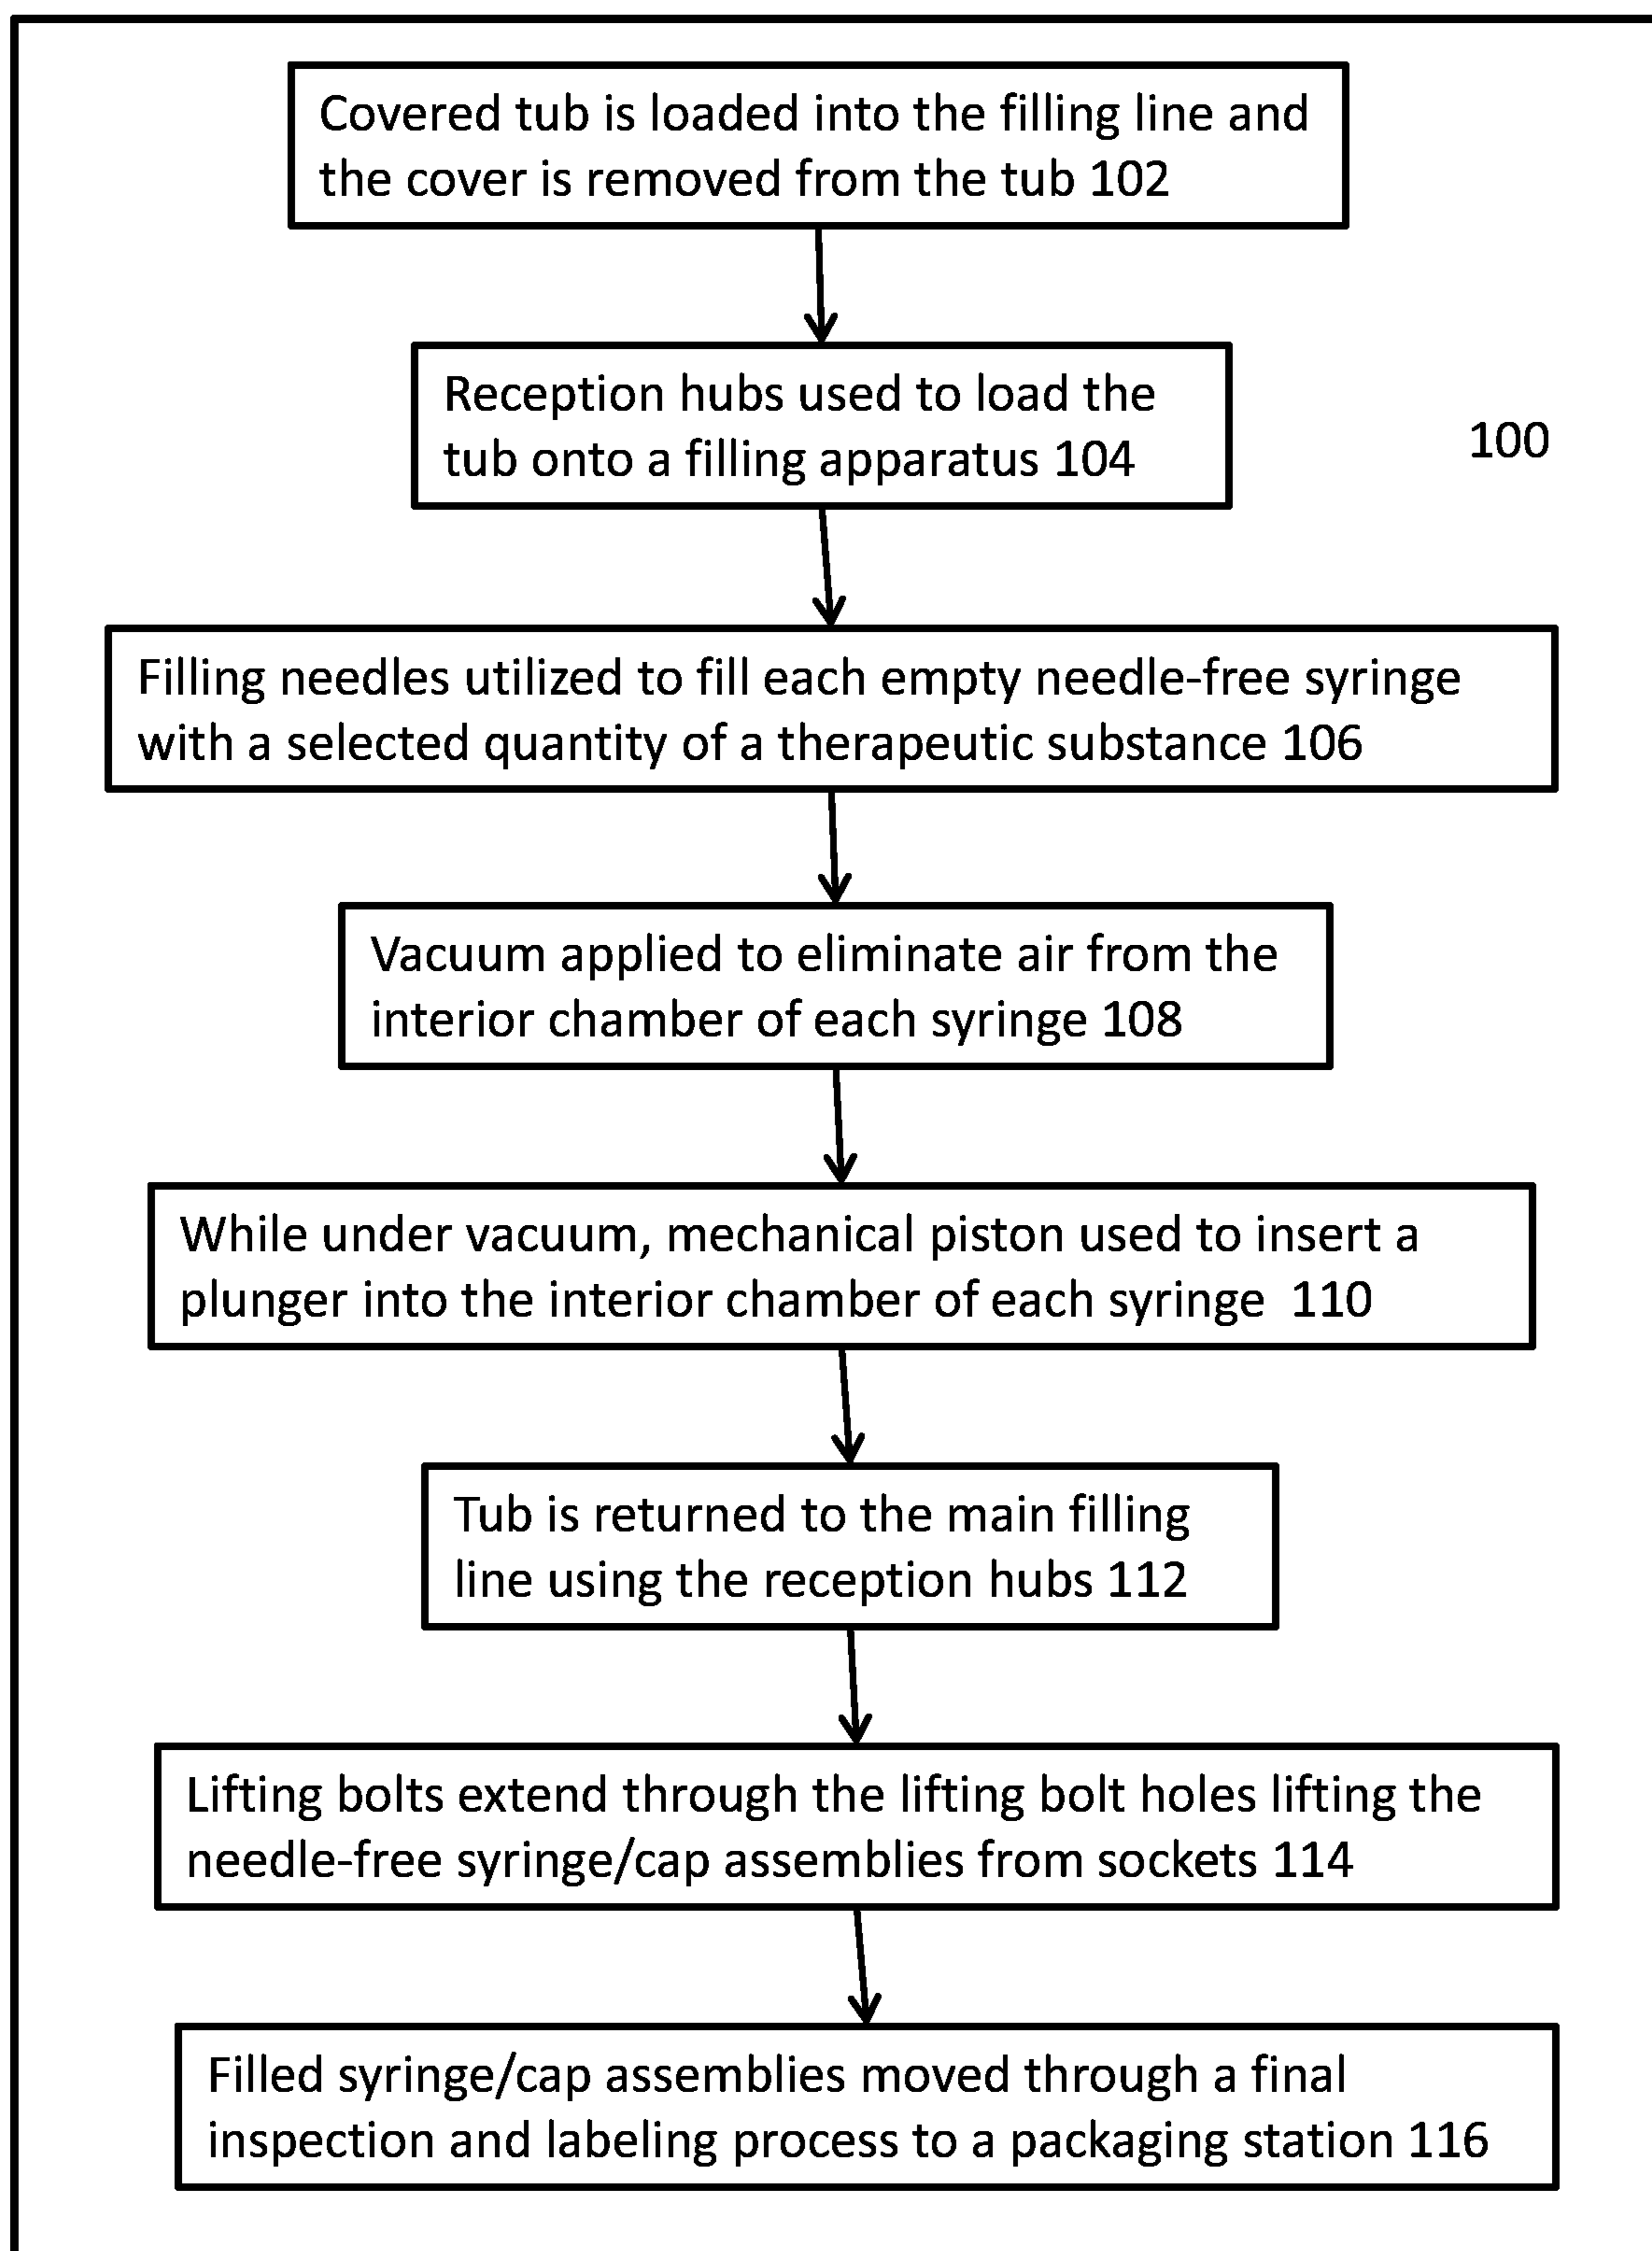 Covered tub is loaded into the filling line and
the cover is removed from the tub 102
Reception hubs used to load the
tub onto a filling apparatus 104
100
Filling needles utilized to fill each empty needle-free syringe
with a selected quantity of a therapeutic substance 106
Vacuum applied to eliminate air from the
interior chamber of each syringe 108
While under vacuum, mechanical piston used to insert a
plunger into the interior chamber of each syringe 110
Tub is returned to the main filling
line using the reception hubs 112
Lifting bolts extend through the lifting bolt holes lifting the
needle-free syringe/cap assemblies from sockets 114
Filled syringe/cap assemblies moved through a final
inspection and labeling process to a packaging station 116